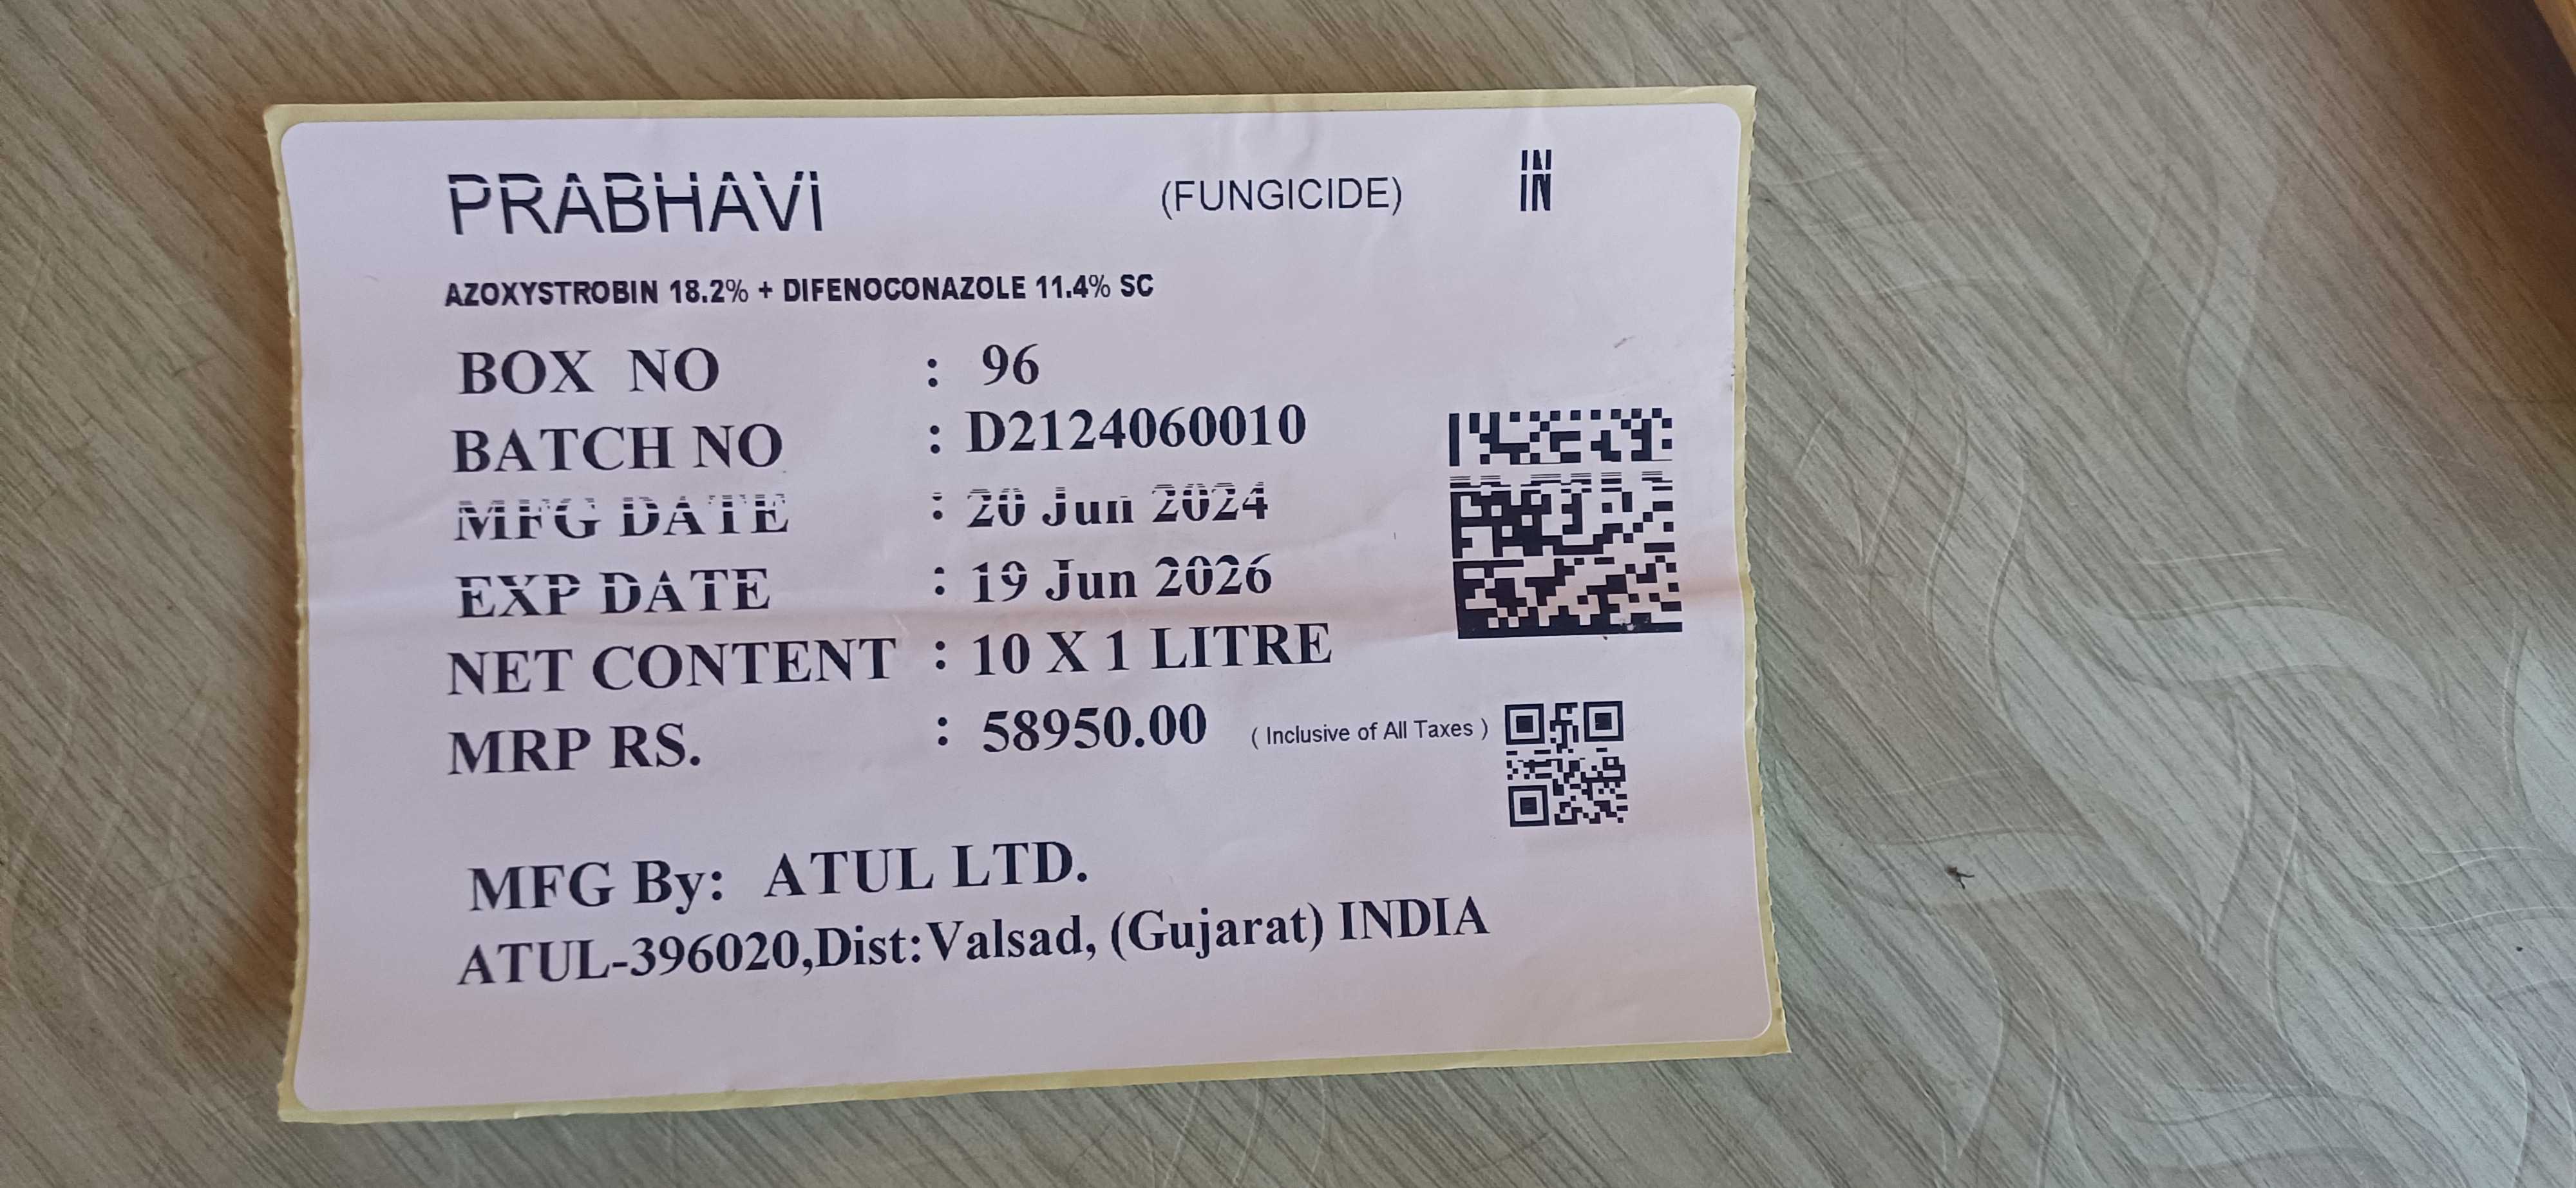 PRABHAVI (FUNGICIDE) IN
AZOXYSTROBIN 18.2% + DIFENOCONAZOLE 11.4% SC
BOX NO : 96
BATCH NO : D2124060010
MFG DATE : 20 Jun 2024
EXP DATE : 19 Jun 2026
NET CONTENT : 10 X 1 LITRE
MRP RS. : 58950.00 ( Inclusive of All Taxes )
MFG By: ATUL LTD.
ATUL-396020,Dist:Valsad, (Gujarat) INDIA